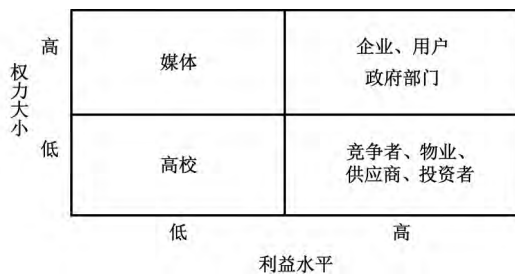 权力大小
高
媒体
企业、用户
政府部门
低
高校
竞争者、物业、
供应商、投资者
低
高
利益水平